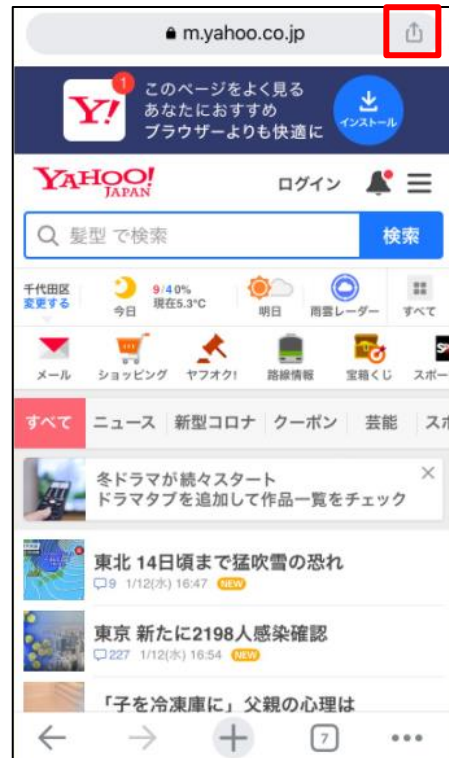 m.yahoo.co.jp
1
Y!
このページをよく見る
あなたにおすすめ
ブラウザーよりも快適に
インストール
YAHOO!
JAPAN
ログイン
髪型 で検索
検索
千代田区
変更する
9/4 0%
現在5.3°C
今日
明日
雨雲レーダー
すべて
メール
ショッピング
ヤフオク!
路線情報
宝箱くじ
スポー
すべて
ニュース
新型コロナ
クーポン
芸能
スポ
冬ドラマが続々スタート
ドラマタブを追加して作品一覧をチェック
東北 14日頃まで猛吹雪の恐れ
9 1/12(水) 16:47 NEW
東京 新たに2198人感染確認
227 1/12(水) 16:54 NEW
「子を冷凍庫に」父親の心理は
7